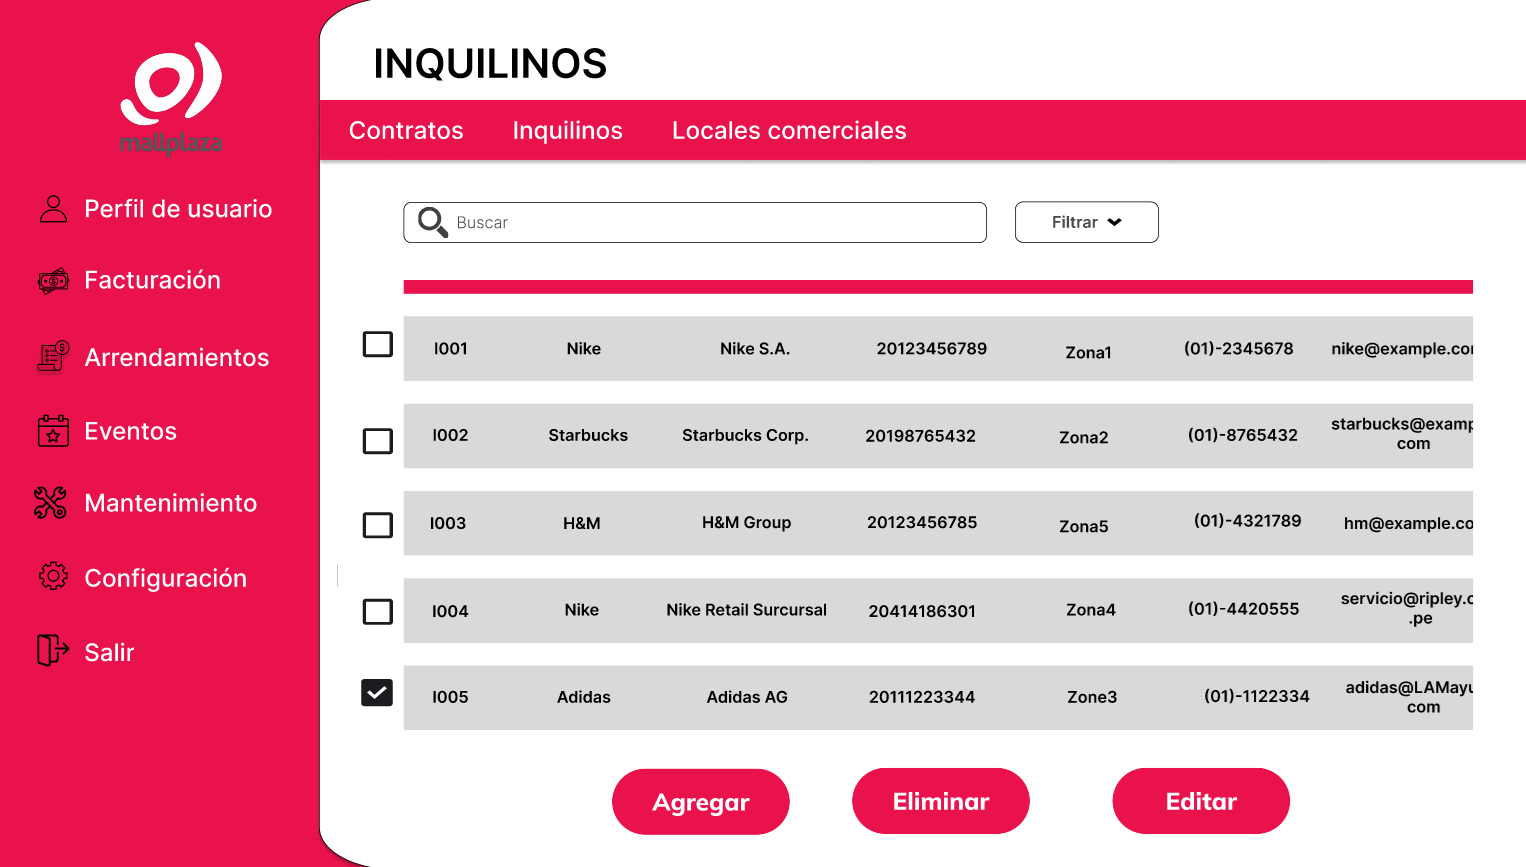 mallplaza
Perfil de usuario
Facturación
Arrendamientos
Eventos
Mantenimiento
Configuración
Salir
INQUILINOS
Contratos Inquilinos Locales comerciales
Buscar Filtrar
I001 Nike Nike S.A. 20123456789 Zona1 (01)-2345678 nike@example.co
I002 Starbucks Starbucks Corp. 20198765432 Zona2 (01)-8765432 starbucks@examp
com
I003 H&M H&M Group 20123456785 Zona5 (01)-4321789 hm@example.co
I004 Nike Nike Retail Surcursal 20414186301 Zona4 (01)-4420555 servicio@ripley.c
.pe
I005 Adidas Adidas AG 20111223344 Zone3 (01)-1122334 adidas@LAMayu
com
Agregar Eliminar Editar